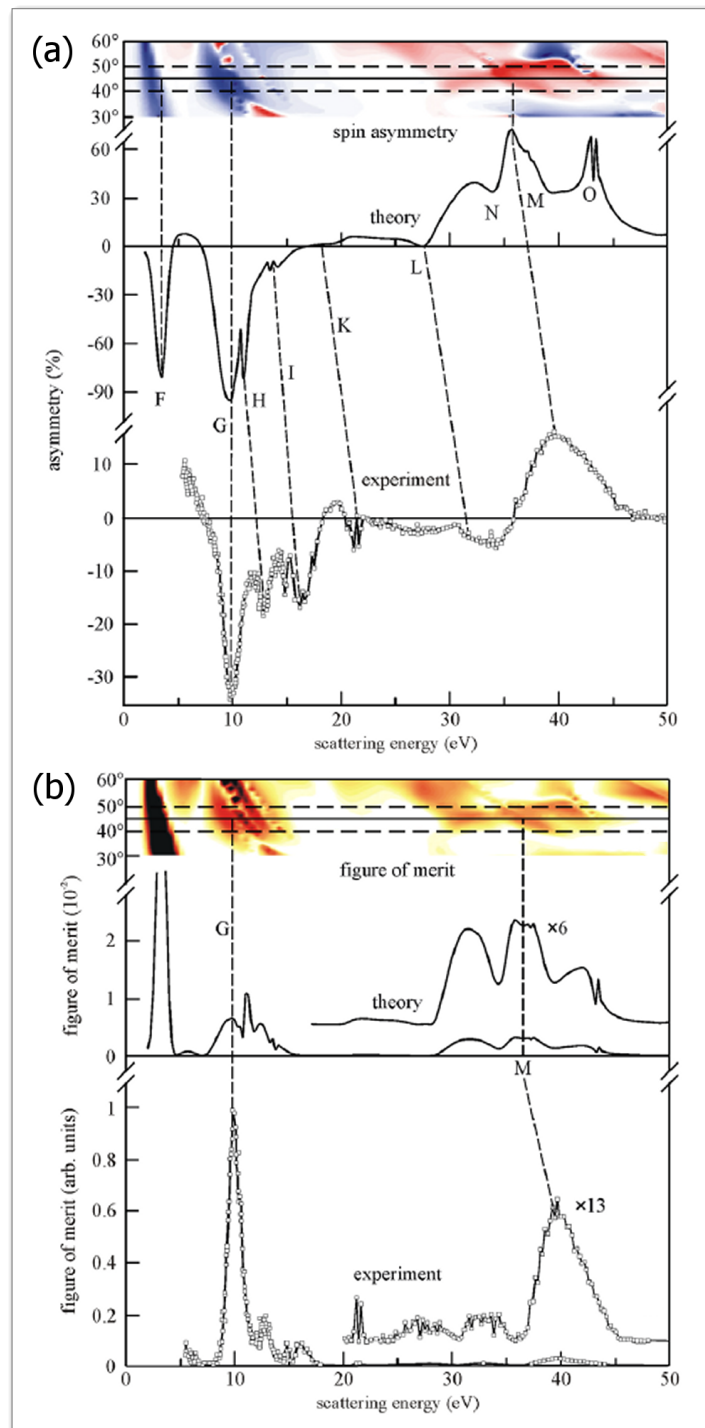 (a)
60°
50°
40°
30°
spin asymmetry
60
30
0
-30
-60
-90
theory
N
M
O
L
K
I
H
G
F
asymmetry (%)
experiment
10
0
-10
-20
-30
0 10 20 30 40 50
scattering energy (eV)
(b)
60°
50°
40°
30°
figure of merit
figure of merit (10⁻²)
2
1
0
G
×6
theory
M
figure of merit (arb. units)
1
0.8
0.6
0.4
0.2
0
×13
experiment
0 10 20 30 40 50
scattering energy (eV)